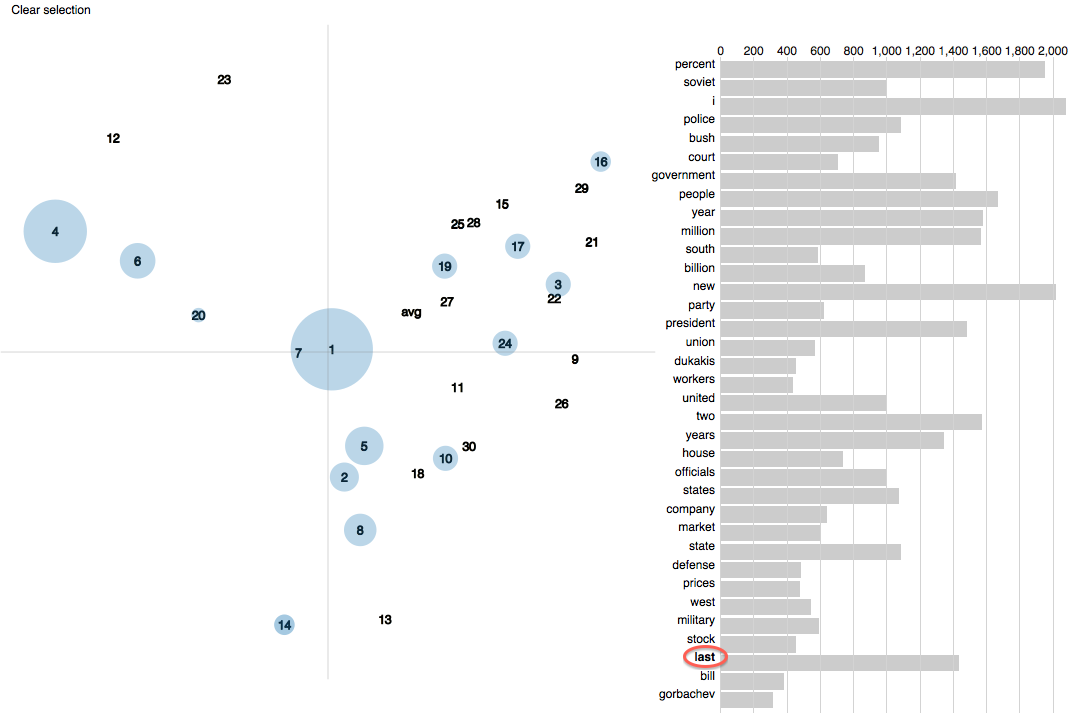 Clear selection
23
12
16
29
15
25 28
4
21
17
6
19
3
22
27
avg
20
24
1
7
9
11
26
5
30
10
18
2
8
13
14
0 200 400 600 800 1,000 1,200 1,400 1,600 1,800 2,000
percent
soviet
i
police
bush
court
government
people
year
million
south
billion
new
party
president
union
dukakis
workers
united
two
years
house
officials
states
company
market
state
defense
prices
west
military
stock
last
bill
gorbachev